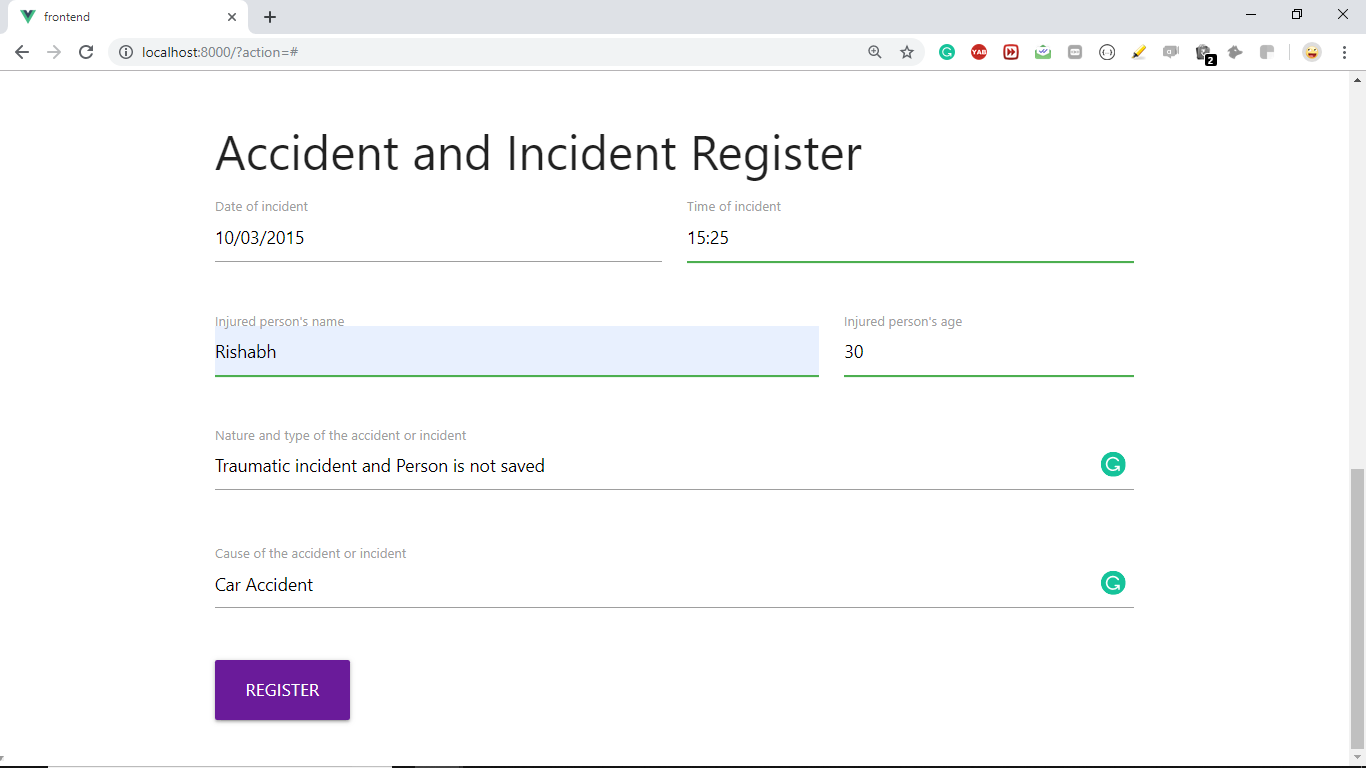 frontend
localhost:8000/?action=#
YAB
2
Accident and Incident Register
Date of incident
Time of incident
10/03/2015
15:25
Injured person's name
Injured person's age
Rishabh
30
Nature and type of the accident or incident
Traumatic incident and Person is not saved
Cause of the accident or incident
Car Accident
REGISTER